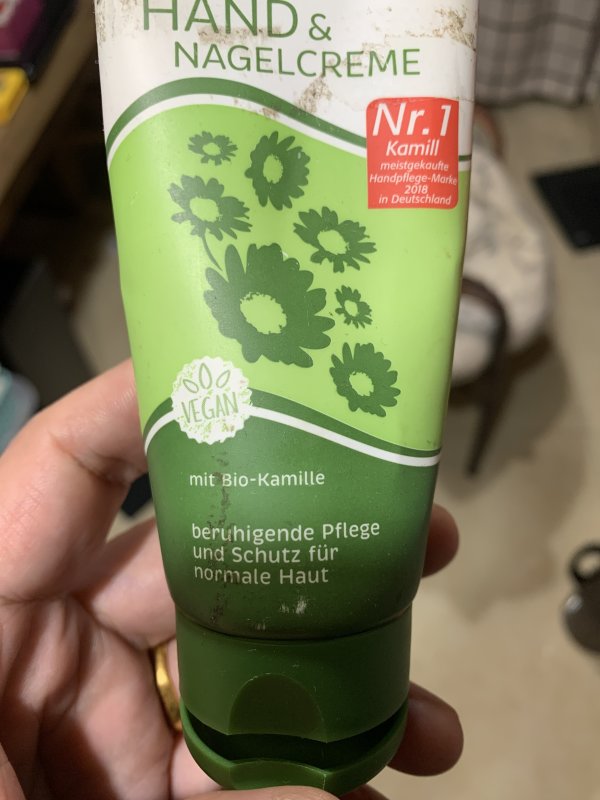 HAND &
NAGELCREME
Nr.1
Kamill
meistgekaufte
Handpflege-Marke
2018
in Deutschland
VEGAN
mit Bio-Kamille
beruhigende Pflege
und Schutz für
normale Haut